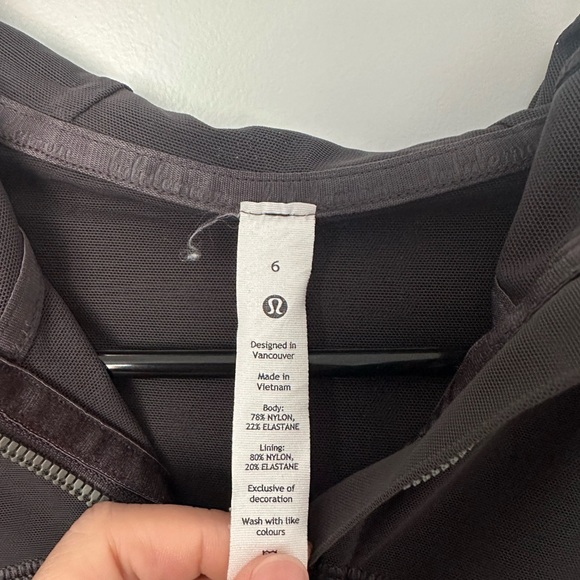 6
Designed in
Vancouver
Made in
Vietnam
Body:
78% NYLON,
22% ELASTANE
Lining:
80% NYLON,
20% ELASTANE
Exclusive of
decoration
Wash with like
colours